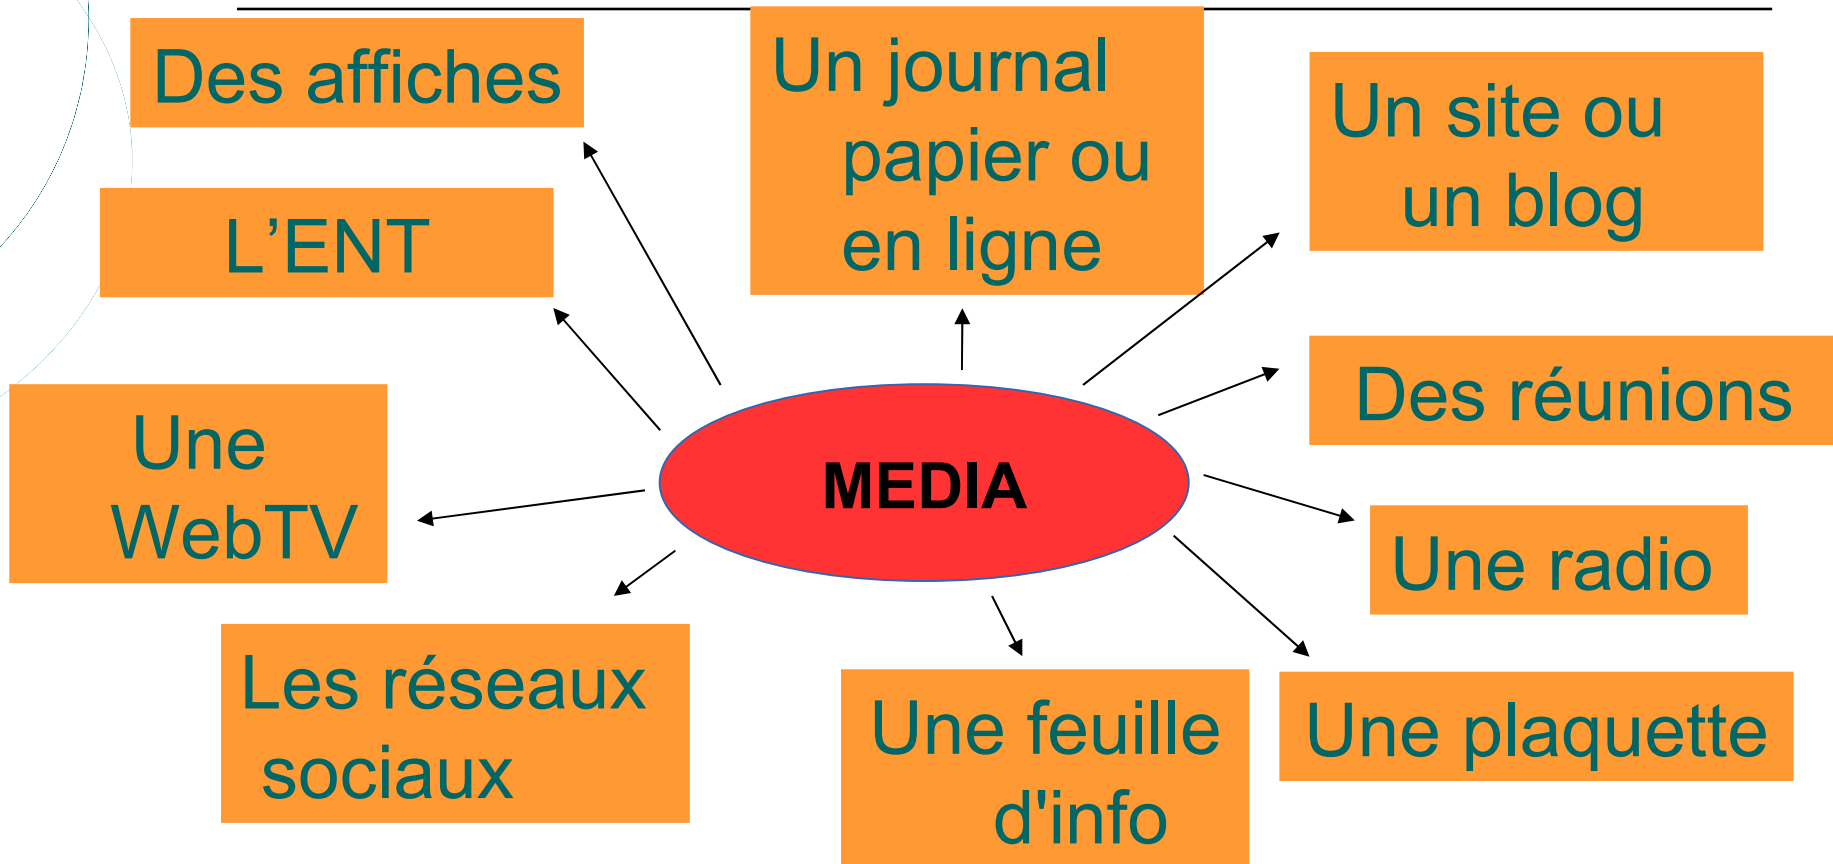 Des affiches
Un journal
papier ou
en ligne
Un site ou
un blog
L’ENT
Des réunions
Une
WebTV
MEDIA
Une radio
Les réseaux
sociaux
Une feuille
d'info
Une plaquette